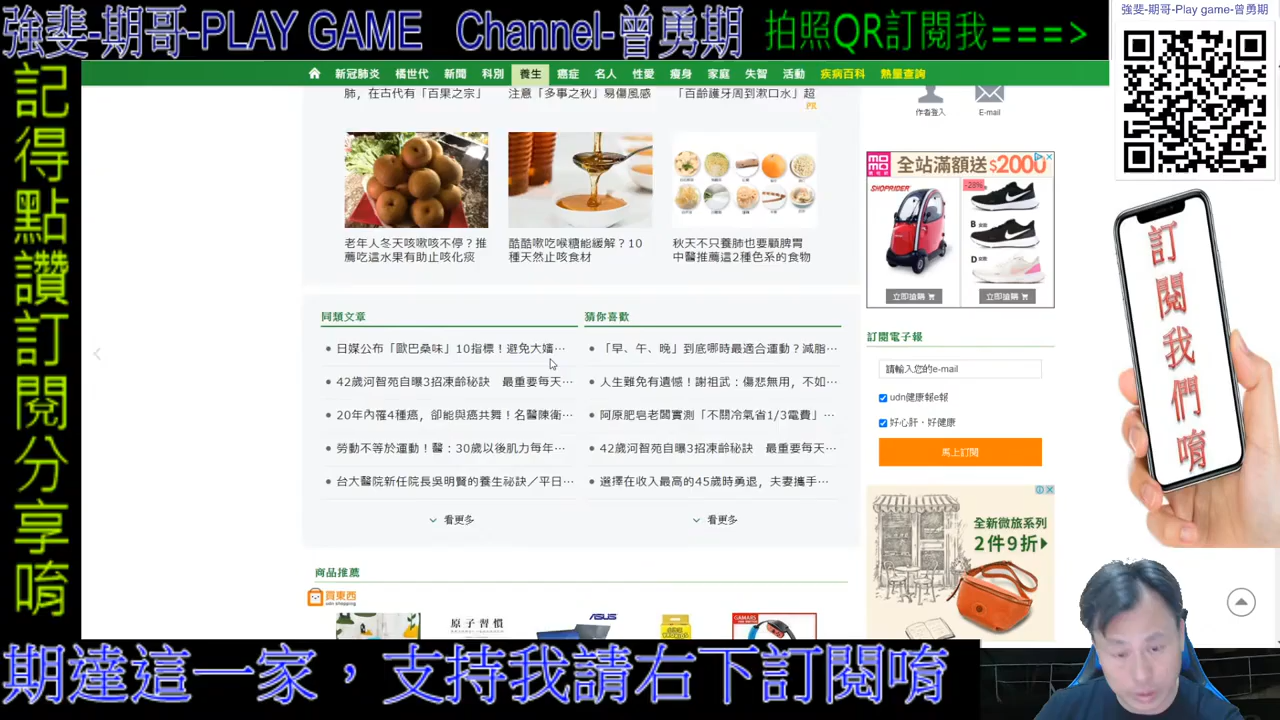 強斐-期哥-PLAY GAME Channel-曾勇期
拍照QR訂閱我===>
強斐-期哥-Play game-曾勇期
記得點讚訂閱分享唷
新冠肺炎 橘世代 新聞 科別 養生 癌症 名人 性愛 瘦身 家庭 失智 活動 疾病百科 熱量查詢
肺，在古代有「百果之宗」
注意「多事之秋」易傷風感
「百齡護牙周到漱口水」超
PR
作者登入
E-mail
老年人冬天咳嗽咳不停？推
薦吃這水果有助止咳化痰
酷酷嗽吃喉糖能緩解？10
種天然止咳食材
秋天不只養肺也要顧脾胃
中醫推薦這2種色系的食物
momo
全站滿額送$2000
SHOPRIDER
-28%
B
C
D
立即搶購
立即搶購
同類文章
日媒公布「歐巴桑味」10指標！避免大嬸…
42歲河智苑自曝3招凍齡秘訣 最重要每天…
20年內罹4種癌，卻能與癌共舞！名醫陳衛…
勞動不等於運動！醫：30歲以後肌力每年…
台大醫院新任院長吳明賢的養生祕訣／平日…
看更多
猜你喜歡
「早、午、晚」到底哪時最適合運動？減脂…
人生難免有遺憾！謝祖武：傷悲無用，不如…
阿原肥皂老闆實測「不關冷氣省1/3電費」…
42歲河智苑自曝3招凍齡秘訣 最重要每天…
選擇在收入最高的45歲時勇退，夫妻攜手…
看更多
訂閱電子報
請輸入您的e-mail
udn健康報e報
好心肝．好健康
馬上訂閱
全新微旅系列
2件9折
商品推薦
買東西
udn shopping
原子習慣
ASUS
訂閱我們唷
期達這一家，支持我請右下訂閱唷